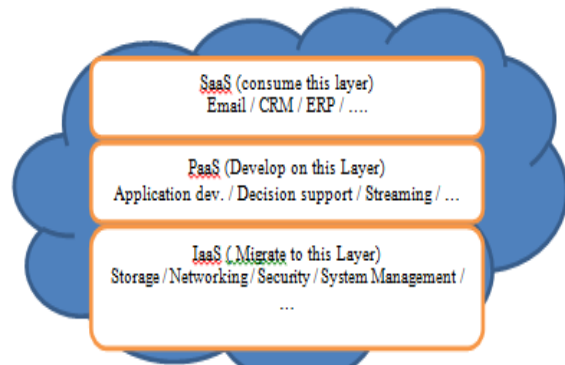 SaaS (consume this layer)
Email / CRM / ERP / ….
PaaS (Develop on this Layer)
Application dev. / Decision support / Streaming / …
IaaS ( Migrate to this Layer)
Storage / Networking / Security / System Management /
…